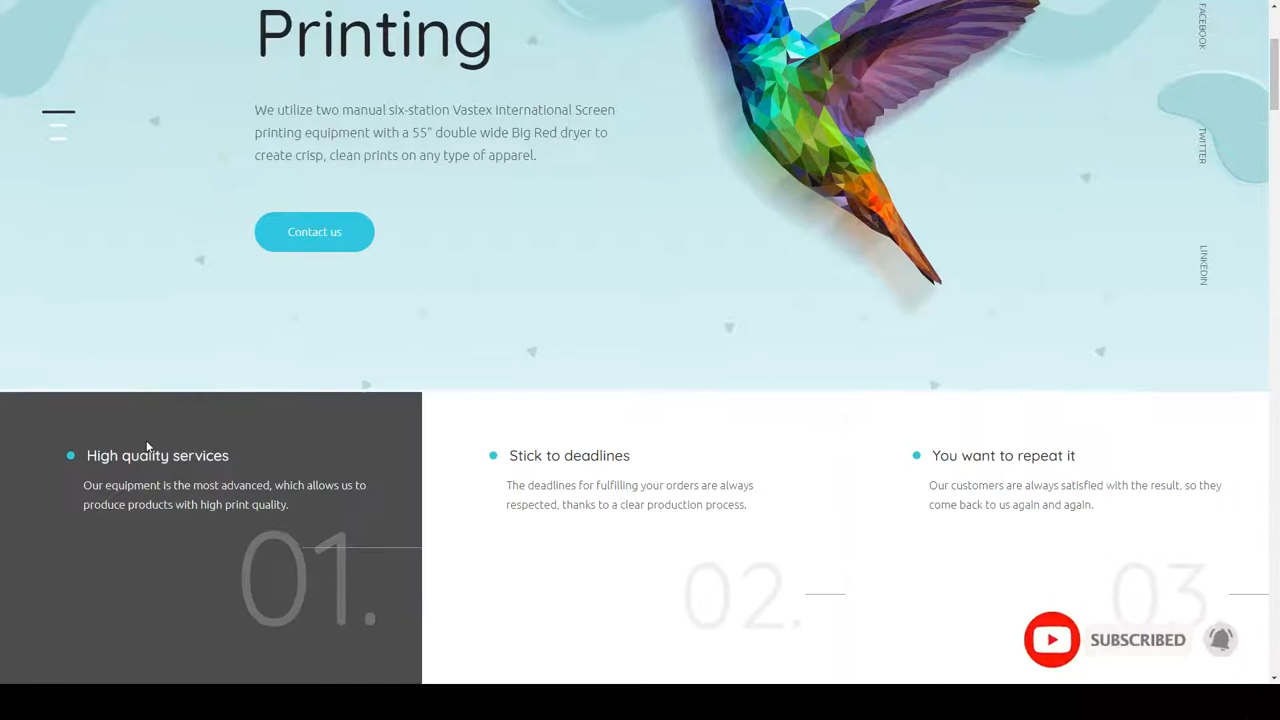 Printing
We utilize two manual six-station Vastex International Screen
printing equipment with a 55" double wide Big Red dryer to
create crisp, clean prints on any type of apparel.
Contact us
FACEBOOK
TWITTER
LINKEDIN
High quality services
Our equipment is the most advanced, which allows us to
produce products with high print quality.
01.
Stick to deadlines
The deadlines for fulfilling your orders are always
respected, thanks to a clear production process.
02.
You want to repeat it
Our customers are always satisfied with the result, so they
come back to us again and again.
03
SUBSCRIBED